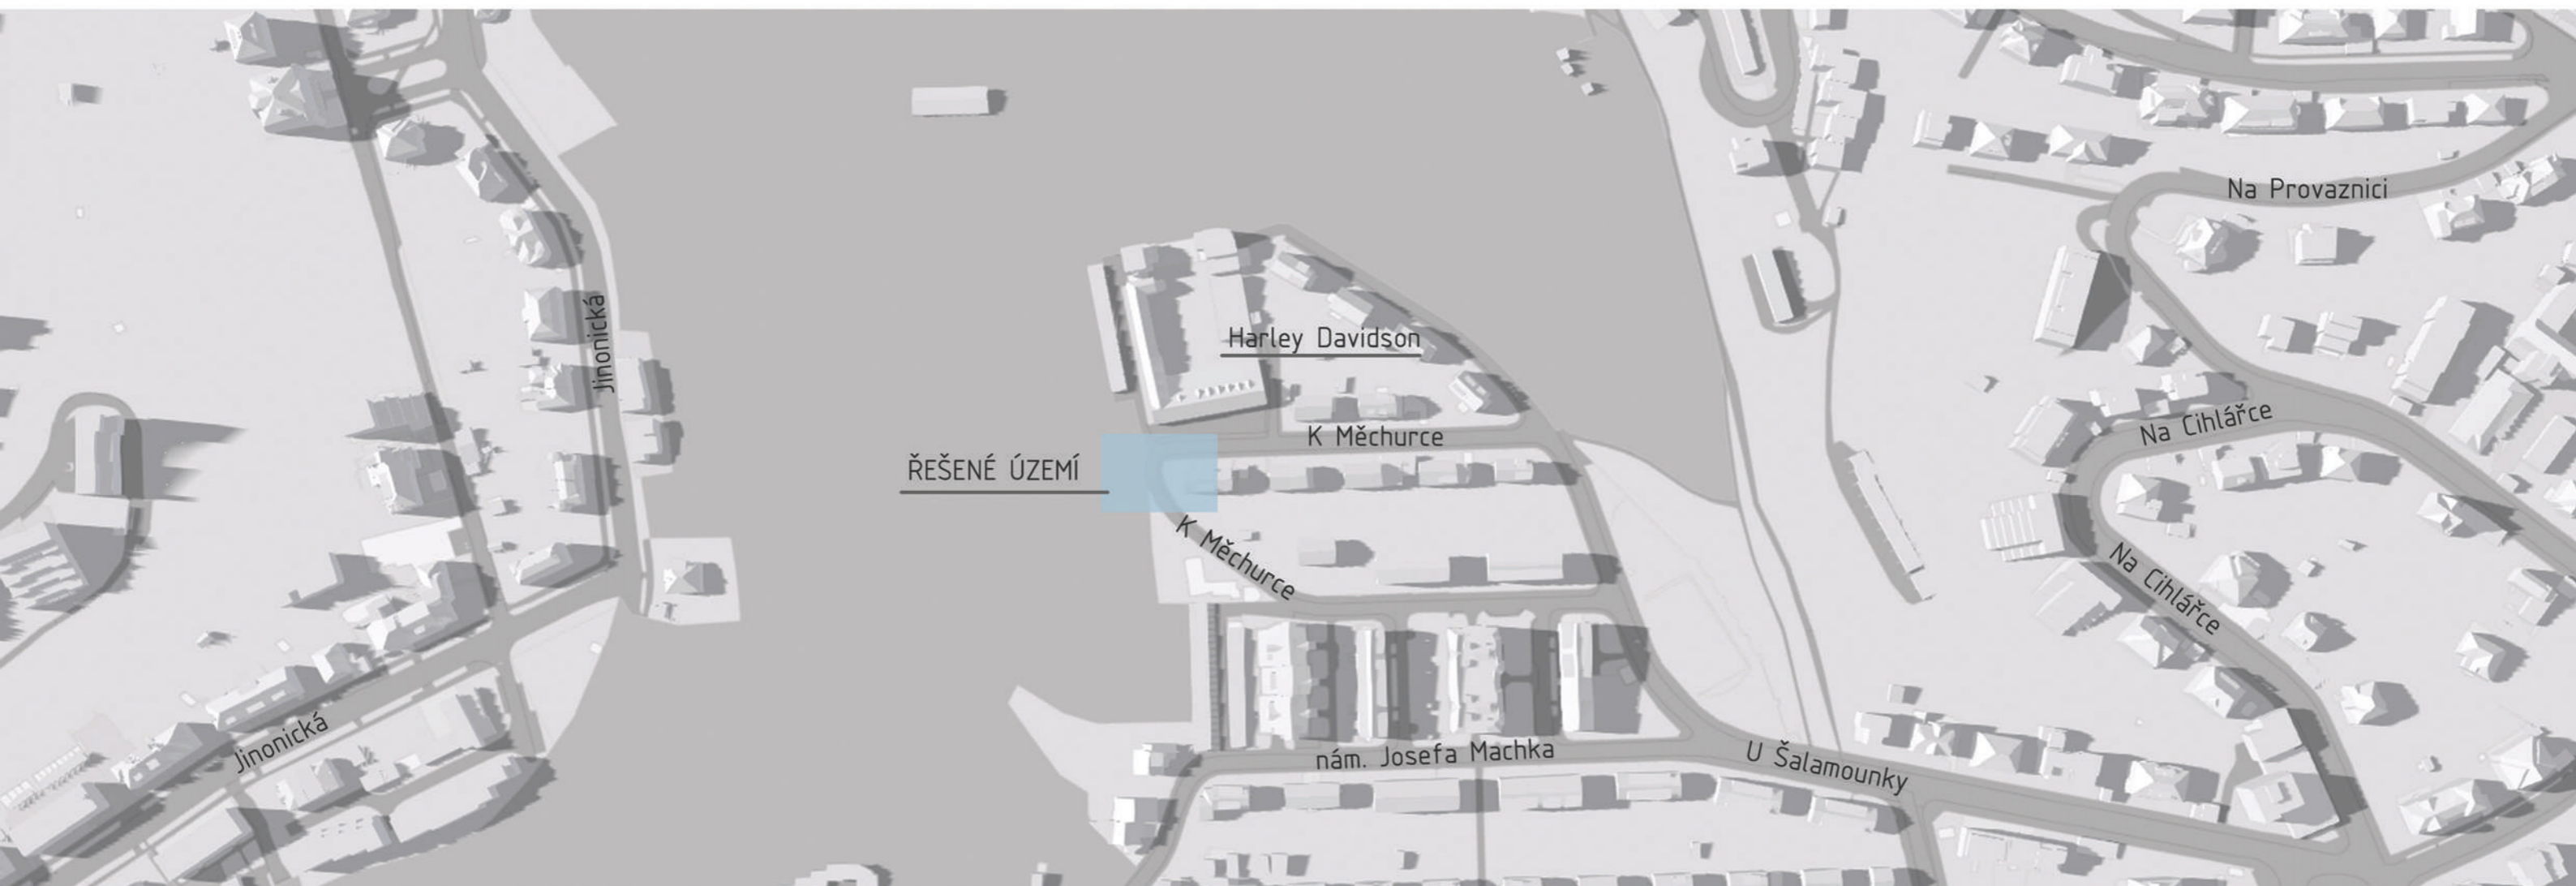 Na Provaznici
Jinonická
Harley Davidson
Na Cihlářce
K Měchurce
ŘEŠENÉ ÚZEMÍ
K Měchurce
Na Cihlářce
Jinonická
nám. Josefa Machka
U Šalamounky